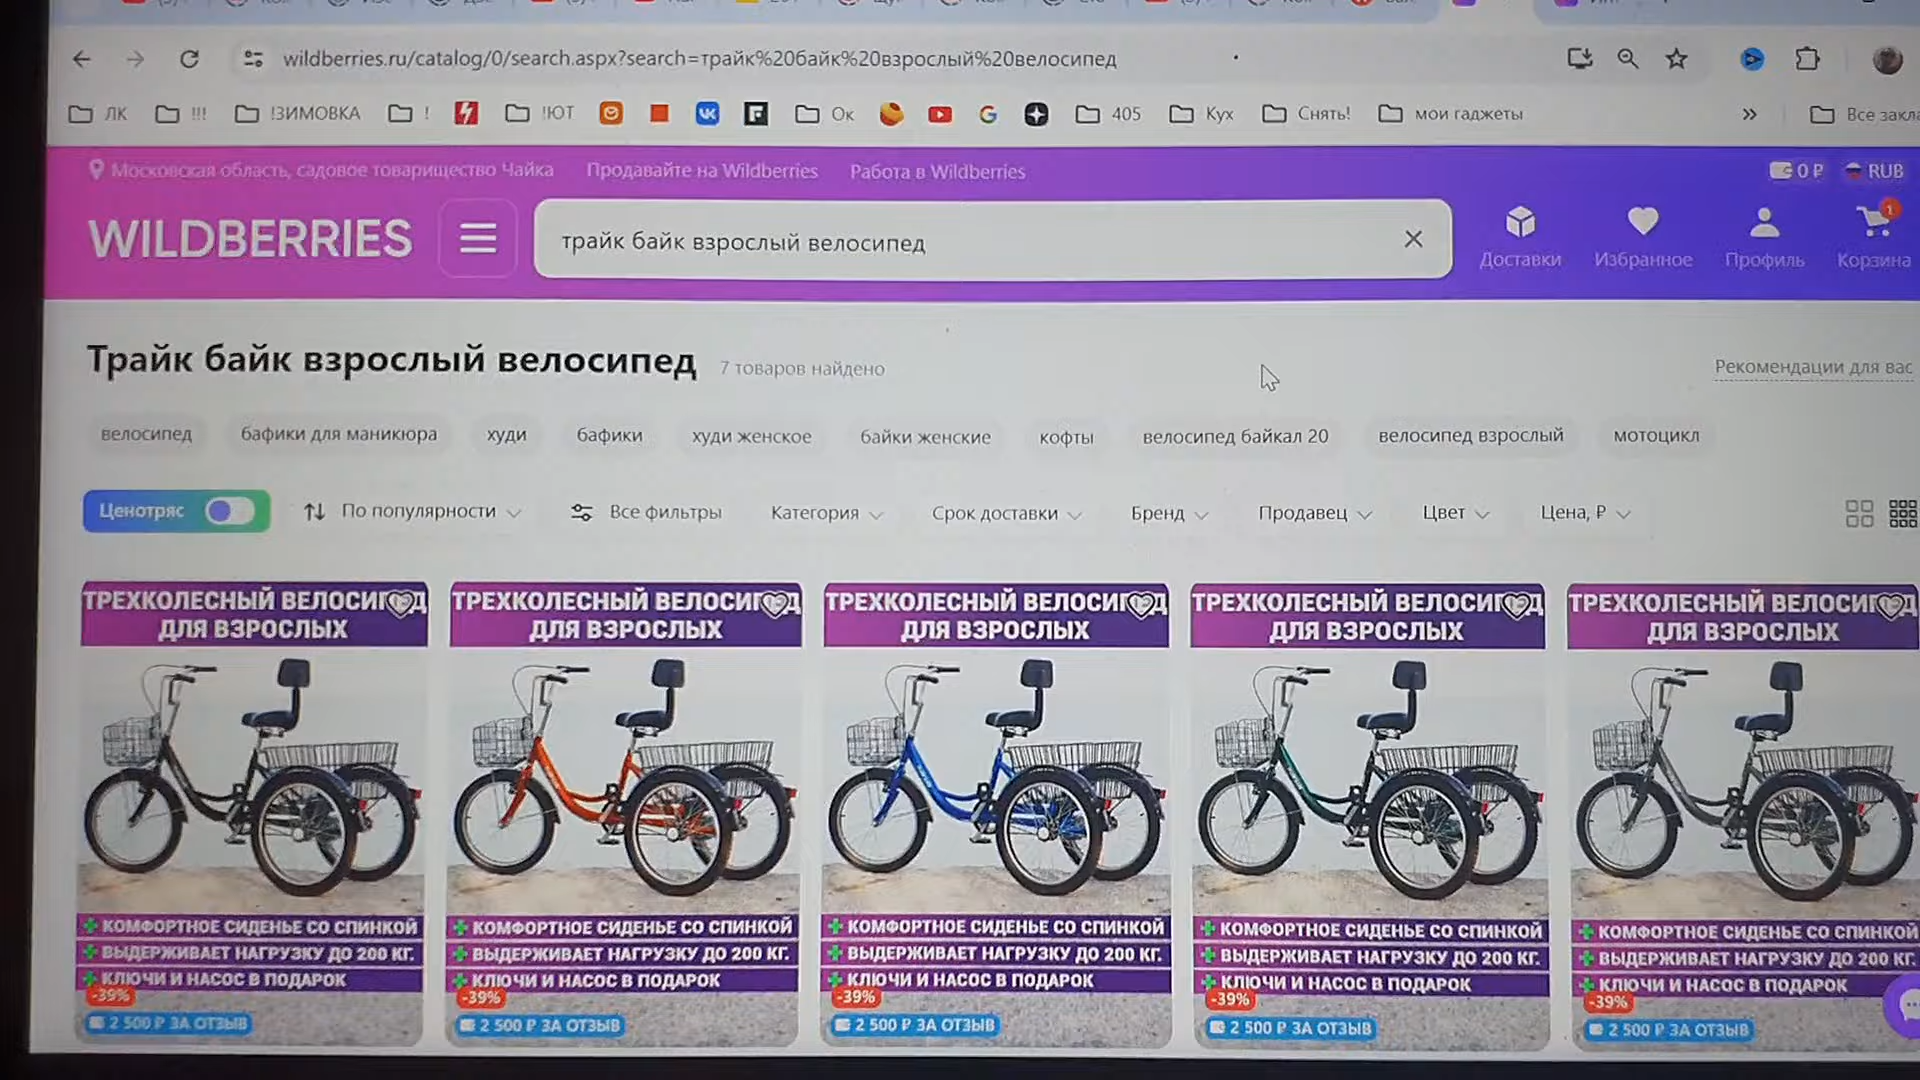 wildberries.ru/catalog/0/search.aspx?search=трайк%20байк%20взрослый%20велосипед
ЛК !!! !ЗИМОВКА ! !ЮТ Ок 405 Кух Снять! мои гаджеты » Все закла
Московская область, садовое товарищество Чайка Продавайте на Wildberries Работа в Wildberries 0 ₽ RUB
WILDBERRIES
трайк байк взрослый велосипед
1
Доставки Избранное Профиль Корзина
Трайк байк взрослый велосипед 7 товаров найдено
Рекомендации для вас
велосипед бафики для маникюра худи бафики худи женское байки женские кофты велосипед байкал 20 велосипед взрослый мотоцикл
Ценотряс По популярности Все фильтры Категория Срок доставки Бренд Продавец Цвет Цена, ₽
ТРЕХКОЛЕСНЫЙ ВЕЛОСИПЕД
ДЛЯ ВЗРОСЛЫХ
КОМФОРТНОЕ СИДЕНЬЕ СО СПИНКОЙ
ВЫДЕРЖИВАЕТ НАГРУЗКУ ДО 200 КГ.
КЛЮЧИ И НАСОС В ПОДАРОК
-39%
2 500 ₽ ЗА ОТЗЫВ
ТРЕХКОЛЕСНЫЙ ВЕЛОСИПЕД
ДЛЯ ВЗРОСЛЫХ
КОМФОРТНОЕ СИДЕНЬЕ СО СПИНКОЙ
ВЫДЕРЖИВАЕТ НАГРУЗКУ ДО 200 КГ.
КЛЮЧИ И НАСОС В ПОДАРОК
-39%
2 500 ₽ ЗА ОТЗЫВ
ТРЕХКОЛЕСНЫЙ ВЕЛОСИПЕД
ДЛЯ ВЗРОСЛЫХ
КОМФОРТНОЕ СИДЕНЬЕ СО СПИНКОЙ
ВЫДЕРЖИВАЕТ НАГРУЗКУ ДО 200 КГ.
КЛЮЧИ И НАСОС В ПОДАРОК
-39%
2 500 ₽ ЗА ОТЗЫВ
ТРЕХКОЛЕСНЫЙ ВЕЛОСИПЕД
ДЛЯ ВЗРОСЛЫХ
КОМФОРТНОЕ СИДЕНЬЕ СО СПИНКОЙ
ВЫДЕРЖИВАЕТ НАГРУЗКУ ДО 200 КГ.
КЛЮЧИ И НАСОС В ПОДАРОК
-39%
2 500 ₽ ЗА ОТЗЫВ
ТРЕХКОЛЕСНЫЙ ВЕЛОСИПЕД
ДЛЯ ВЗРОСЛЫХ
КОМФОРТНОЕ СИДЕНЬЕ СО СПИНКОЙ
ВЫДЕРЖИВАЕТ НАГРУЗКУ ДО 200 КГ.
КЛЮЧИ И НАСОС В ПОДАРОК
-39%
2 500 ₽ ЗА ОТЗЫВ